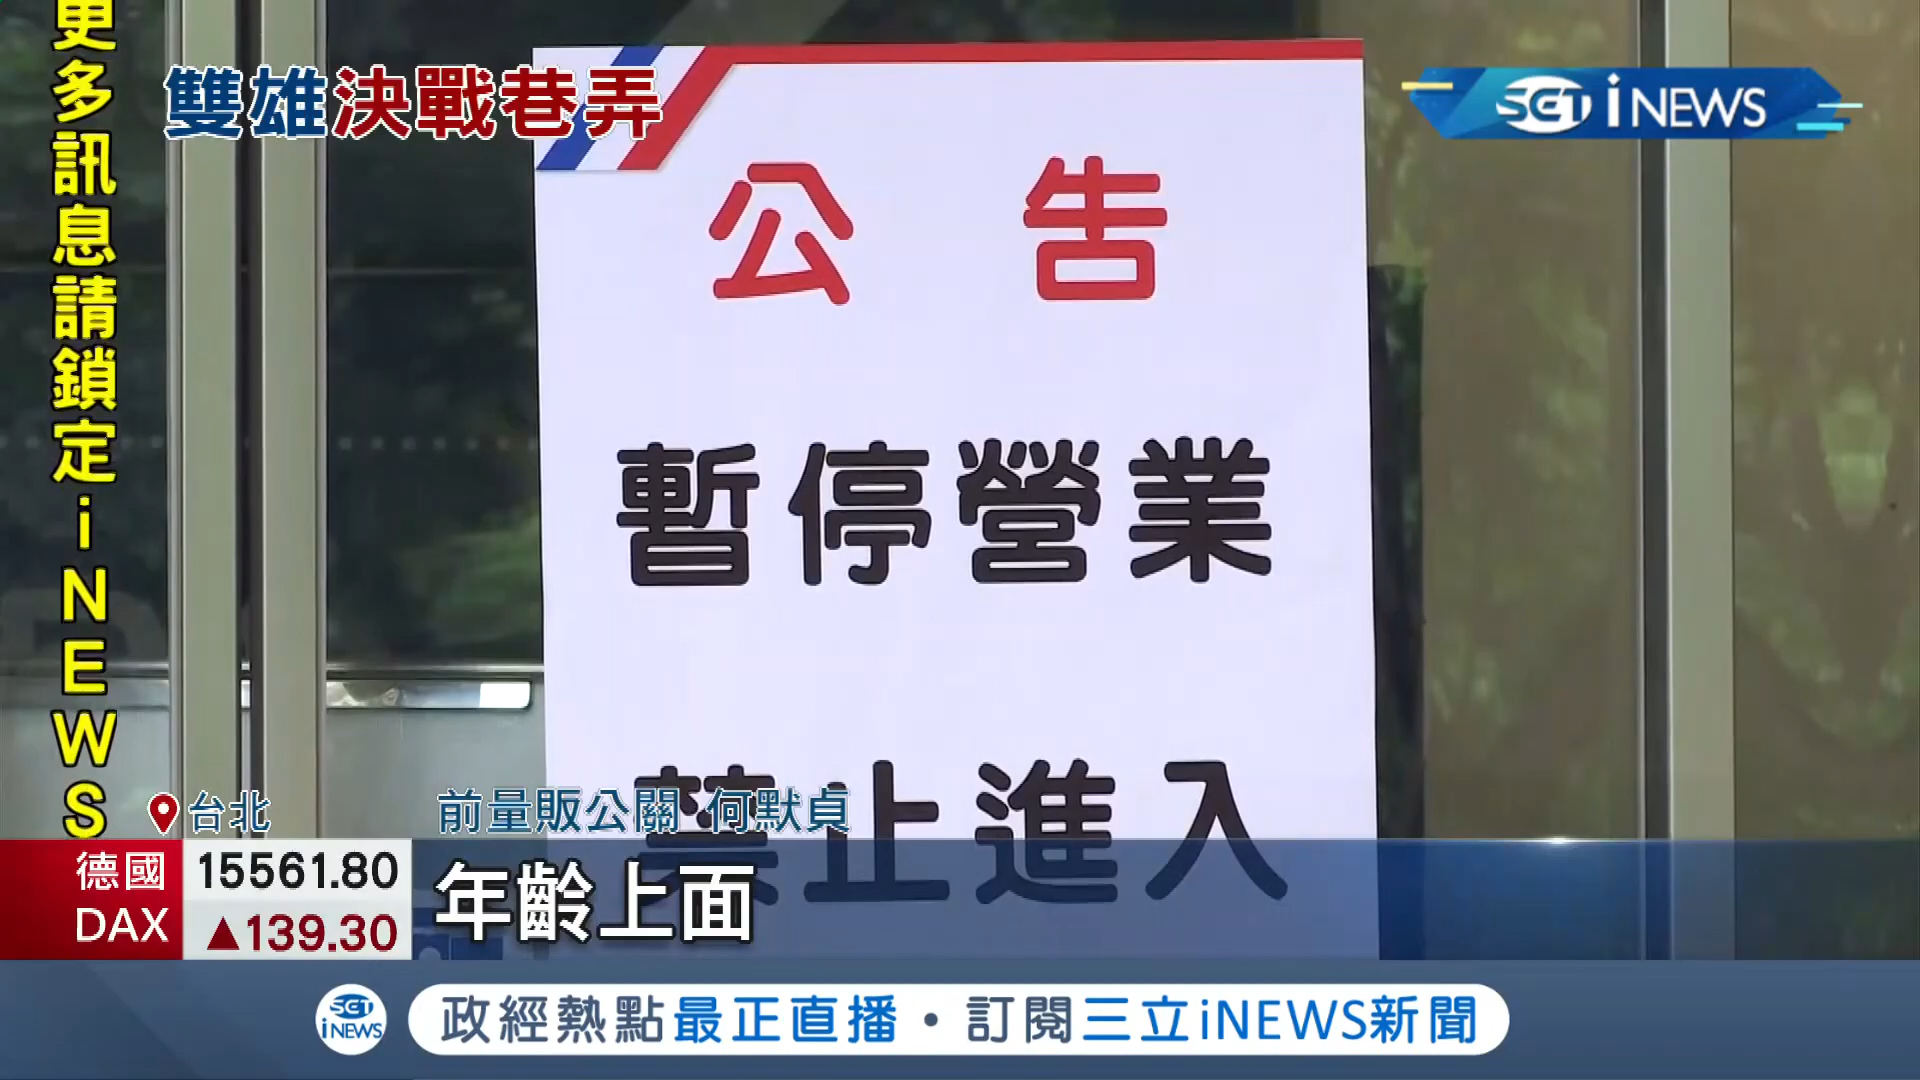 更多訊息請鎖定iNEWS
雙雄決戰巷弄
SET iNEWS
公告
暫停營業
禁止進入
台北
前量販公關 何默貞
德國 DAX
15561.80
▲139.30
年齡上面
SET iNEWS
政經熱點最正直播・訂閱三立iNEWS新聞